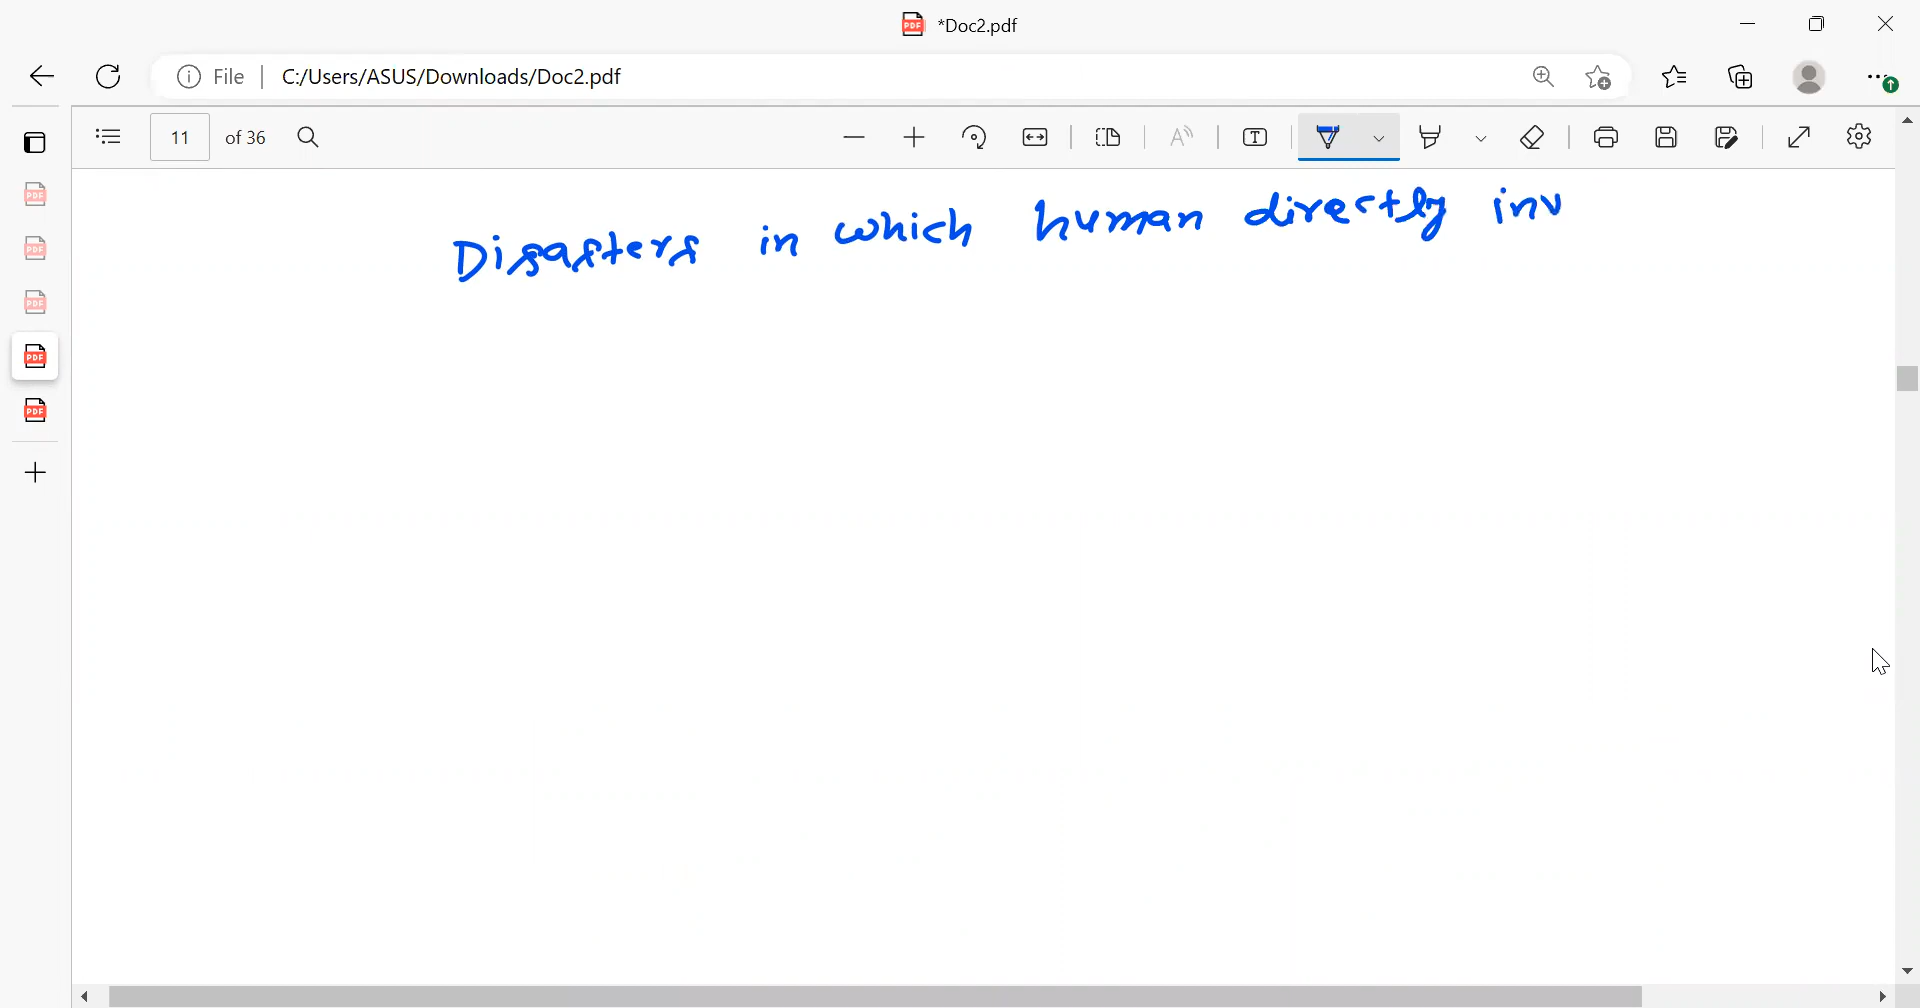 *Doc2.pdf
File | C:/Users/ASUS/Downloads/Doc2.pdf
11 of 36
Disasters in which human directly inv